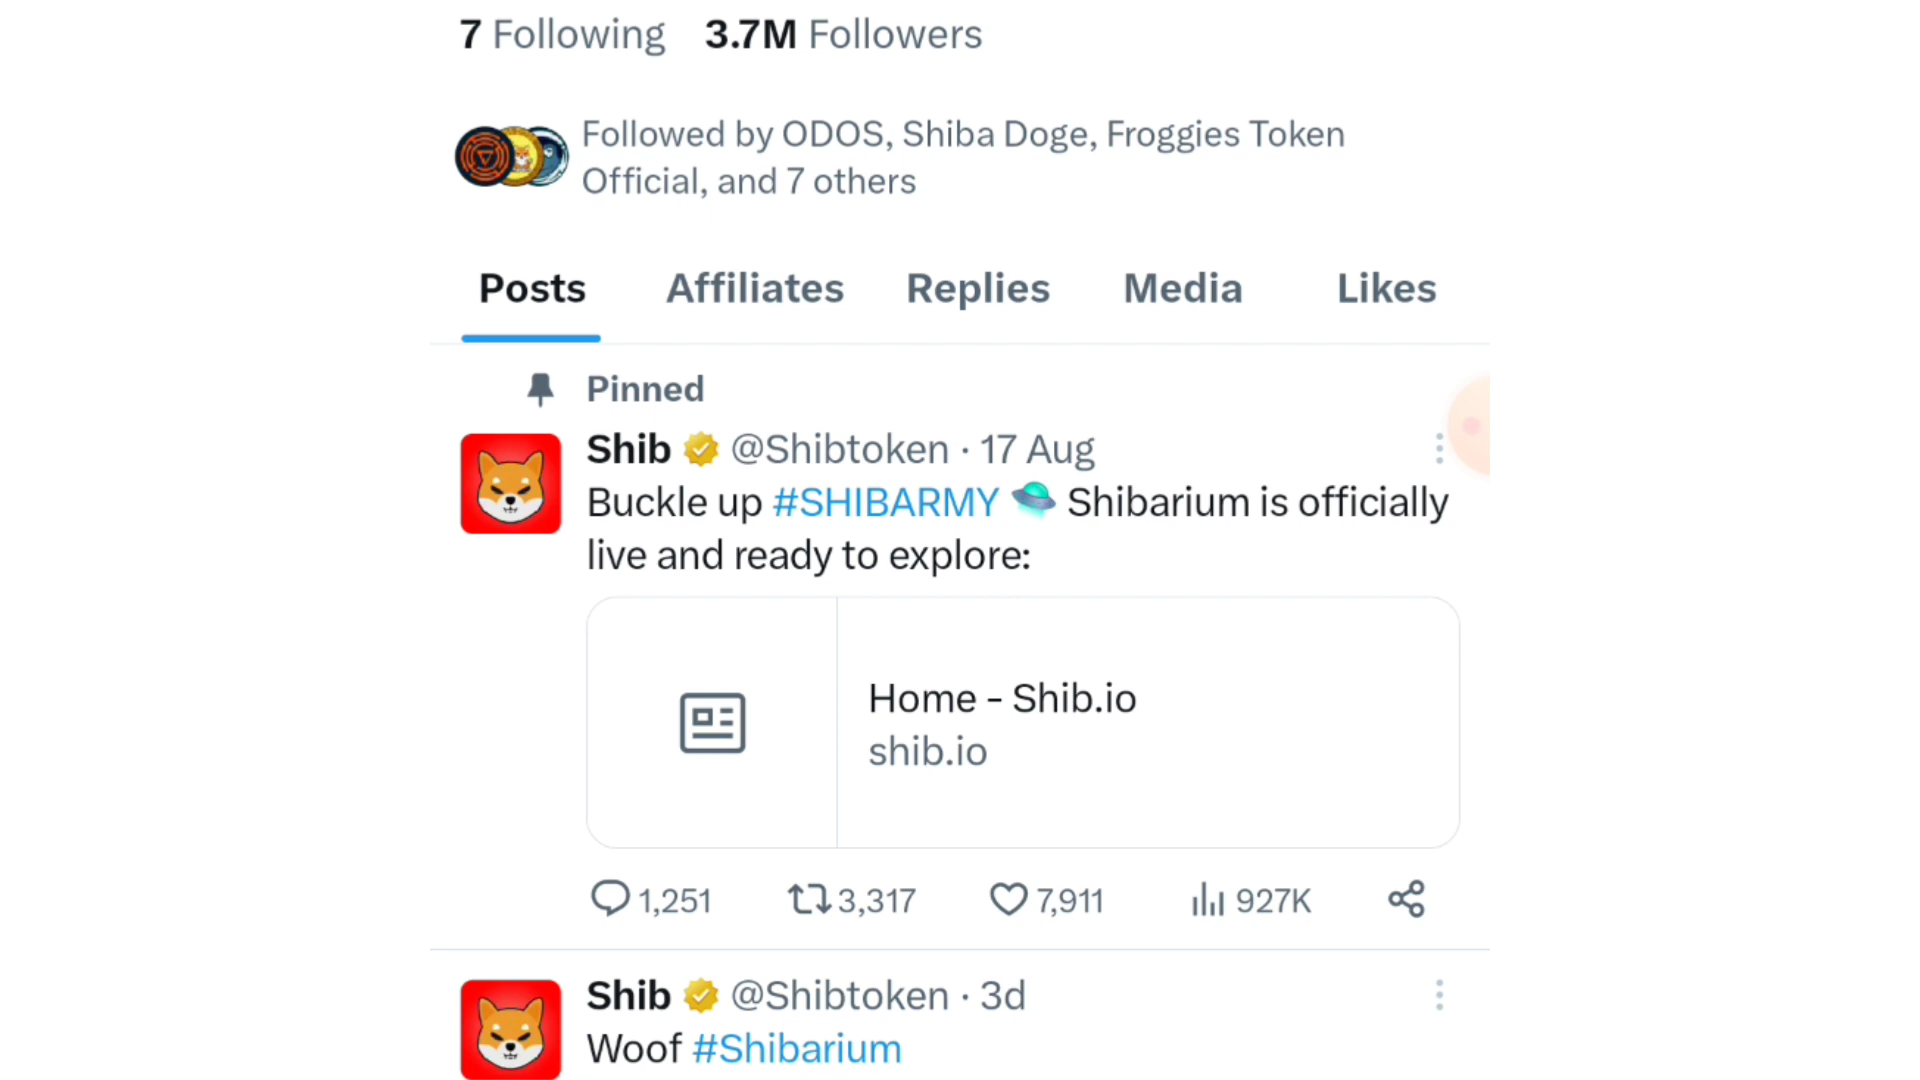 7 Following 3.7M Followers
Followed by ODOS, Shiba Doge, Froggies Token
Official, and 7 others
Posts Affiliates Replies Media Likes
Pinned
Shib @Shibtoken · 17 Aug
Buckle up #SHIBARMY 🛸 Shibarium is officially
live and ready to explore:
Home - Shib.io
shib.io
1,251 3,317 7,911 927K
Shib @Shibtoken · 3d
Woof #Shibarium